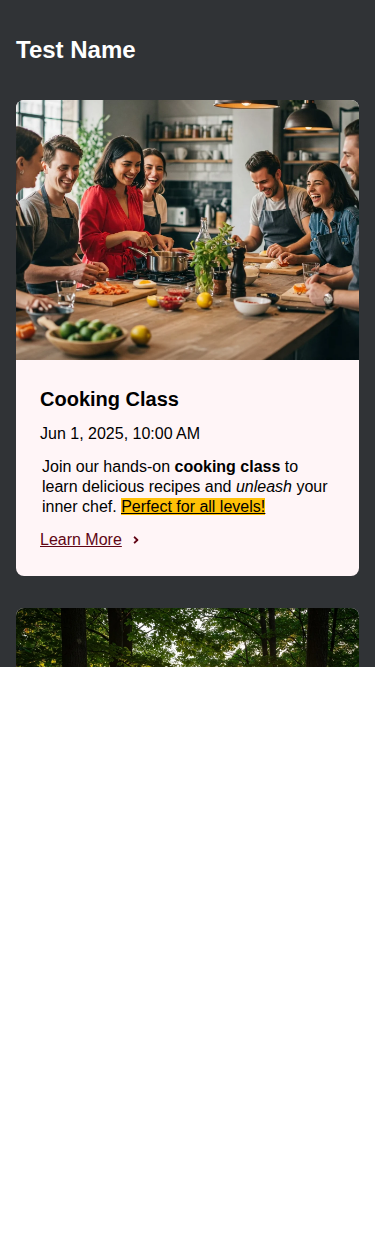 Test Name
Cooking Class
Jun 1, 2025, 10:00 AM
Join our hands-on cooking class to
learn delicious recipes and unleash your
inner chef. Perfect for all levels!
Learn More